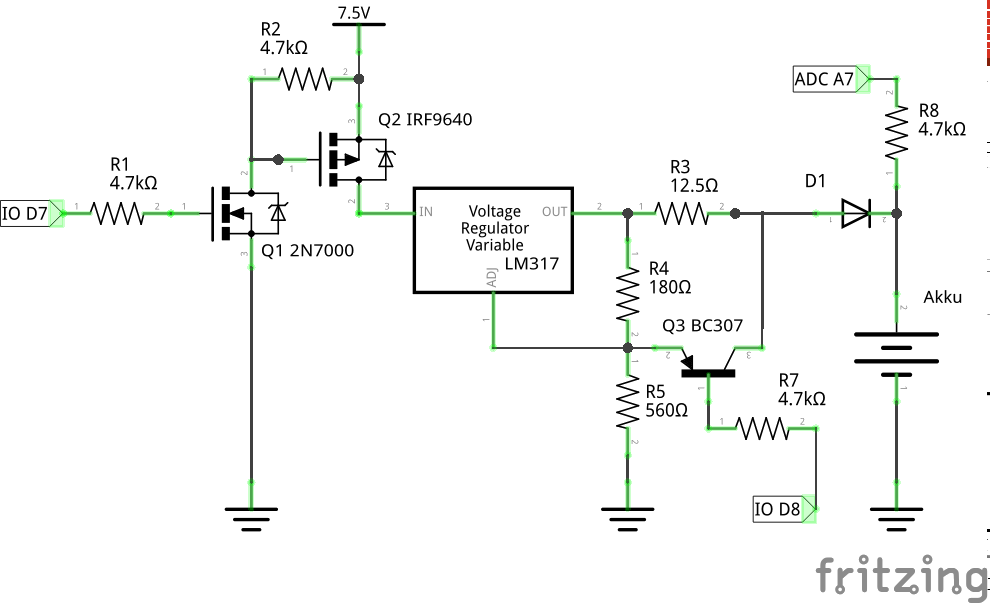 7.5V
R2
4.7kΩ
1
2
ADC A7
2
3
Q2 IRF9640
R8
4.7kΩ
R1
4.7kΩ
2
1
R3
12.5Ω
D1
1
IO D7
1
2
1
2
3
IN
Voltage
Regulator
Variable
LM317
OUT
2
1
2
1
2
3
Q1 2N7000
ADJ
1
R4
180Ω
Akku
2
1
2
Q3 BC307
2
3
1
R5
560Ω
1
R7
4.7kΩ
1
1
2
2
IO D8
fritzing